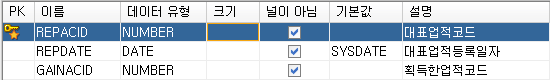 PK 이름 데이터 유형 크기 널이 아님 기본값 설명
REPACID NUMBER 대표업적코드
REPDATE DATE SYSDATE 대표업적등록일자
GAINACID NUMBER 획득한업적코드